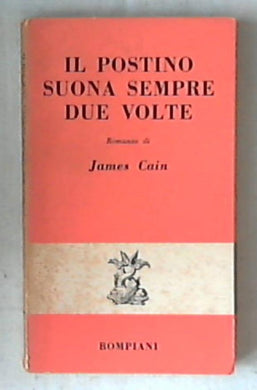 IL POSTINO
SUONA SEMPRE
DUE VOLTE
Romanzo di
James Cain
BOMPIANI